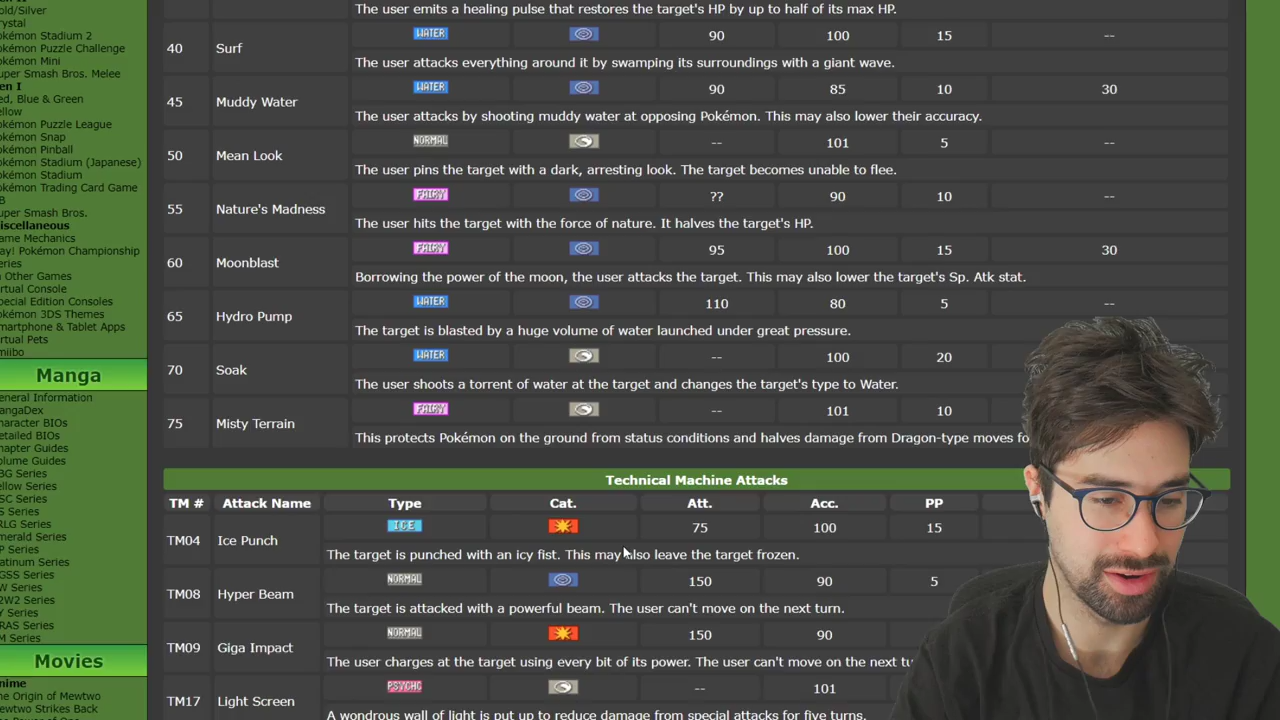 old/Silver
rystal
okémon Stadium 2
okémon Puzzle Challenge
okémon Mini
uper Smash Bros. Melee
en I
ed, Blue & Green
ellow
okémon Puzzle League
okémon Snap
okémon Pinball
okémon Stadium (Japanese)
okémon Stadium
okémon Trading Card Game
B
uper Smash Bros.
iscellaneous
ame Mechanics
lay! Pokémon Championship
eries
Other Games
irtual Console
pecial Edition Consoles
okémon 3DS Themes
martphone & Tablet Apps
irtual Pets
miibo
Manga
eneral Information
angaDex
haracter BIOs
etailed BIOs
hapter Guides
olume Guides
BG Series
ellow Series
SC Series
S Series
RLG Series
merald Series
P Series
latinum Series
GSS Series
W Series
2W2 Series
Y Series
RAS Series
M Series
Movies
nime
he Origin of Mewtwo
ewtwo Strikes Back
The user emits a healing pulse that restores the target's HP by up to half of its max HP.
40 Surf WATER 90 100 15 --
The user attacks everything around it by swamping its surroundings with a giant wave.
45 Muddy Water WATER 90 85 10 30
The user attacks by shooting muddy water at opposing Pokémon. This may also lower their accuracy.
50 Mean Look NORMAL -- 101 5 --
The user pins the target with a dark, arresting look. The target becomes unable to flee.
55 Nature's Madness FAIRY ?? 90 10 --
The user hits the target with the force of nature. It halves the target's HP.
60 Moonblast FAIRY 95 100 15 30
Borrowing the power of the moon, the user attacks the target. This may also lower the target's Sp. Atk stat.
65 Hydro Pump WATER 110 80 5 --
The target is blasted by a huge volume of water launched under great pressure.
70 Soak WATER -- 100 20
The user shoots a torrent of water at the target and changes the target's type to Water.
75 Misty Terrain FAIRY -- 101 10
This protects Pokémon on the ground from status conditions and halves damage from Dragon-type moves fo
Technical Machine Attacks
TM # Attack Name Type Cat. Att. Acc. PP
TM04 Ice Punch ICE 75 100 15
The target is punched with an icy fist. This may also leave the target frozen.
TM08 Hyper Beam NORMAL 150 90 5
The target is attacked with a powerful beam. The user can't move on the next turn.
TM09 Giga Impact NORMAL 150 90
The user charges at the target using every bit of its power. The user can't move on the next tu
TM17 Light Screen PSYCHC -- 101
A wondrous wall of light is put up to reduce damage from special attacks for five turns.